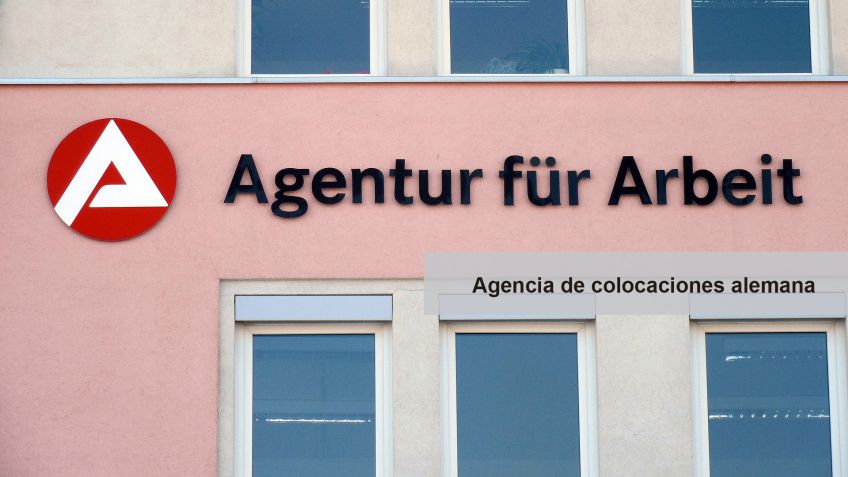 Agentur für Arbeit
Agencia de colocaciones alemana